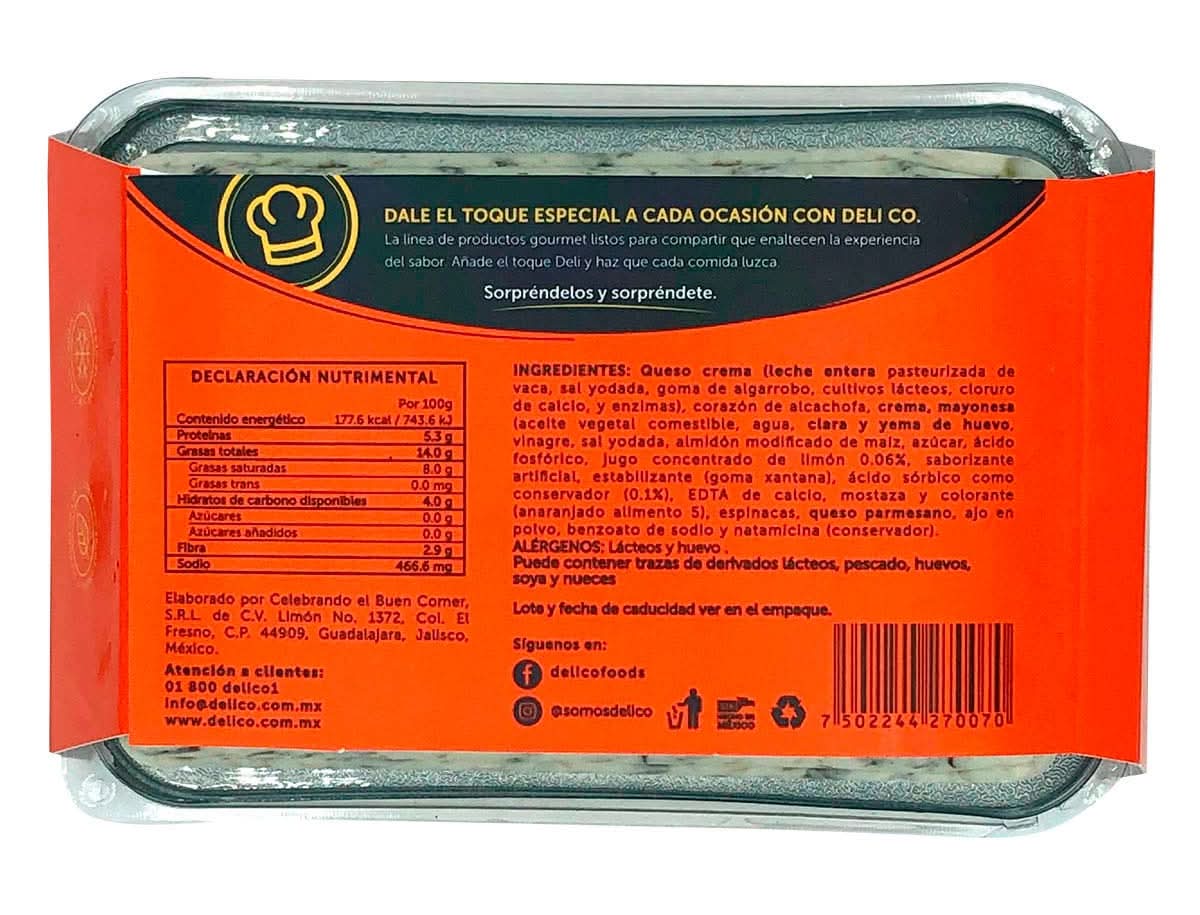 DALE EL TOQUE ESPECIAL A CADA OCASIÓN CON DELI CO.
La línea de productos gourmet listos para compartir que enaltecen la experiencia
del sabor. Añade el toque Deli y haz que cada comida luzca.
Sorpréndelos y sorpréndete.
DECLARACIÓN NUTRIMENTAL
Por 100g
Contenido energético 177.6 kcal / 743.6 kJ
Proteínas 5.3 g
Grasas totales 14.0 g
Grasas saturadas 8.0 g
Grasas trans 0.0 mg
Hidratos de carbono disponibles 4.0 g
Azúcares 0.0 g
Azúcares añadidos 0.0 g
Fibra 2.9 g
Sodio 466.6 mg
Elaborado por Celebrando el Buen Comer,
S.R.L. de C.V. Limón No. 1372, Col. El
Fresno, C.P. 44909, Guadalajara, Jalisco,
México.
Atención a clientes:
01 800 delico1
info@delico.com.mx
www.delico.com.mx
INGREDIENTES: Queso crema (leche entera pasteurizada de
vaca, sal yodada, goma de algarrobo, cultivos lácteos, cloruro
de calcio, y enzimas), corazón de alcachofa, crema, mayonesa
(aceite vegetal comestible, agua, clara y yema de huevo,
vinagre, sal yodada, almidón modificado de maíz, azúcar, ácido
fosfórico, jugo concentrado de limón 0.06%, saborizante
artificial, estabilizante (goma xantana), ácido sórbico como
conservador (0.1%), EDTA de calcio, mostaza y colorante
(anaranjado alimento 5), espinacas, queso parmesano, ajo en
polvo, benzoato de sodio y natamicina (conservador).
ALÉRGENOS: Lácteos y huevo .
Puede contener trazas de derivados lácteos, pescado, huevos,
soya y nueces
Lote y fecha de caducidad ver en el empaque.
Síguenos en:
delicofoods
@somosdelico
HECHO EN
MÉXICO
7 502244 270070